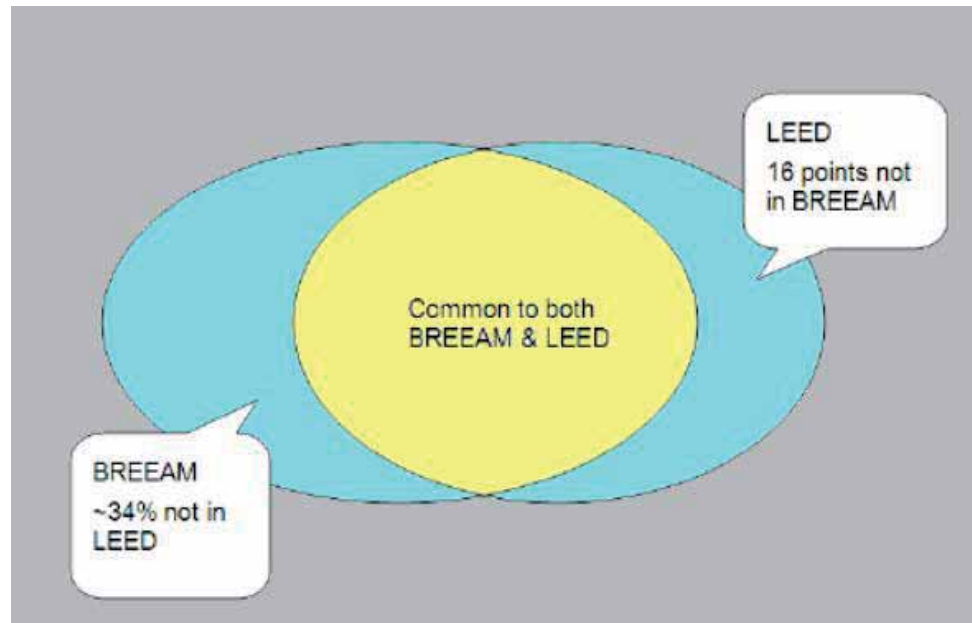 LEED
16 points not
in BREEAM
Common to both
BREEAM & LEED
BREEAM
~34% not in
LEED